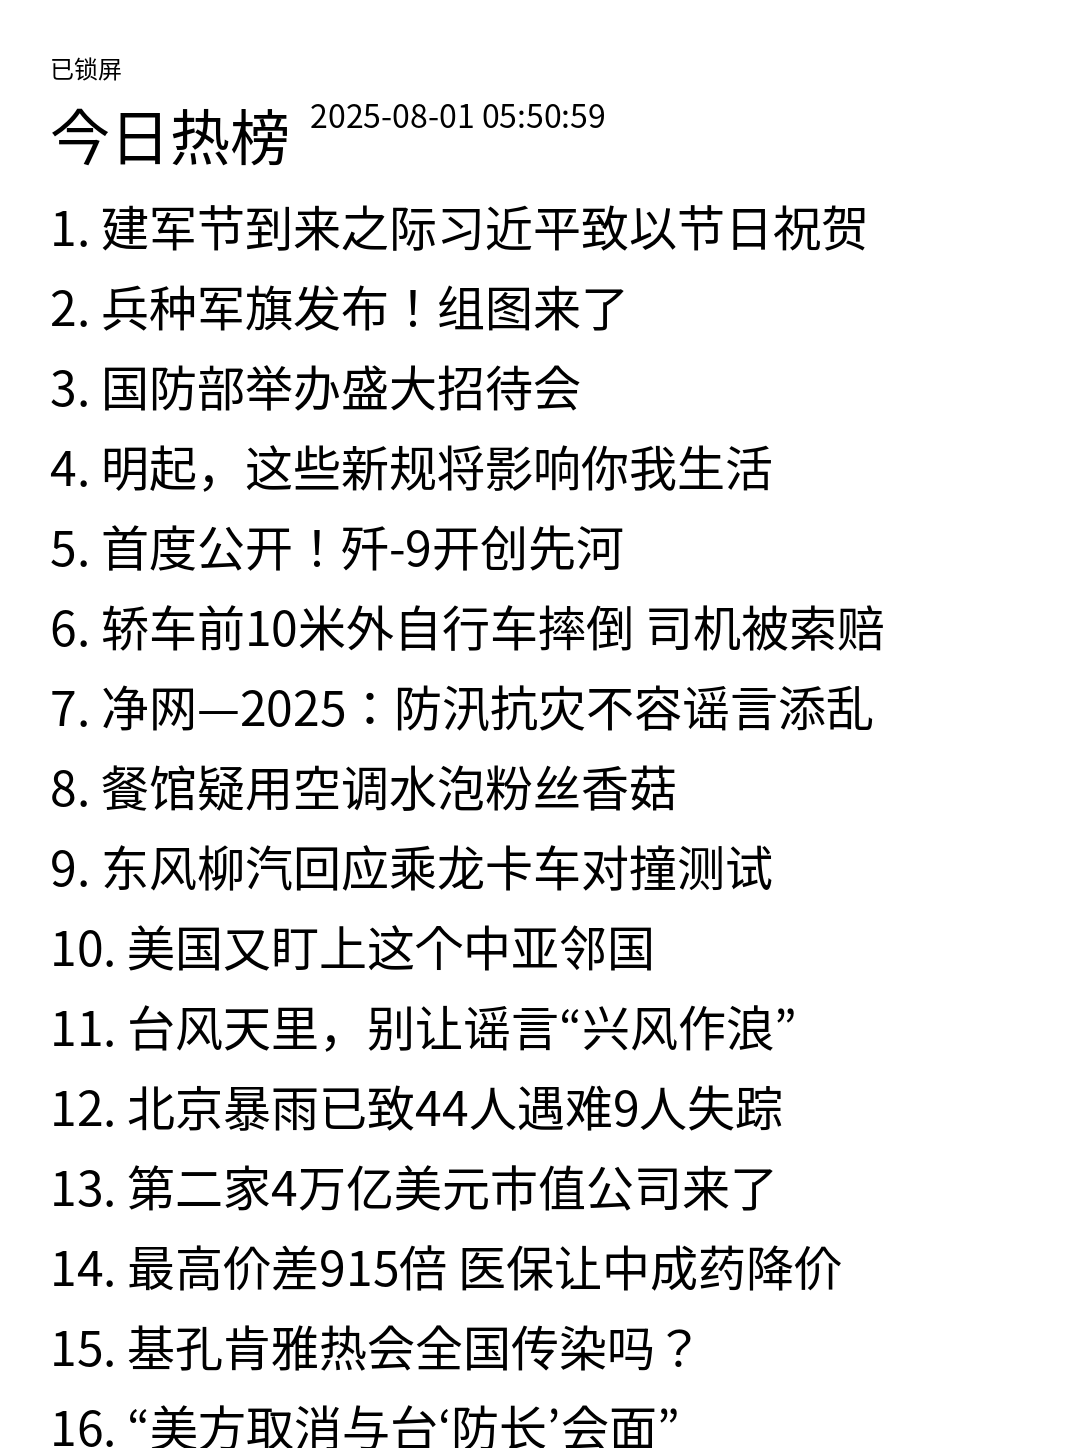 已锁屏
今日热榜 2025-08-01 05:50:59
1. 建军节到来之际习近平致以节日祝贺
2. 兵种军旗发布！组图来了
3. 国防部举办盛大招待会
4. 明起，这些新规将影响你我生活
5. 首度公开！歼-9开创先河
6. 轿车前10米外自行车摔倒 司机被索赔
7. 净网—2025：防汛抗灾不容谣言添乱
8. 餐馆疑用空调水泡粉丝香菇
9. 东风柳汽回应乘龙卡车对撞测试
10. 美国又盯上这个中亚邻国
11. 台风天里，别让谣言“兴风作浪”
12. 北京暴雨已致44人遇难9人失踪
13. 第二家4万亿美元市值公司来了
14. 最高价差915倍 医保让中成药降价
15. 基孔肯雅热会全国传染吗？
16. “美方取消与台‘防长’会面”